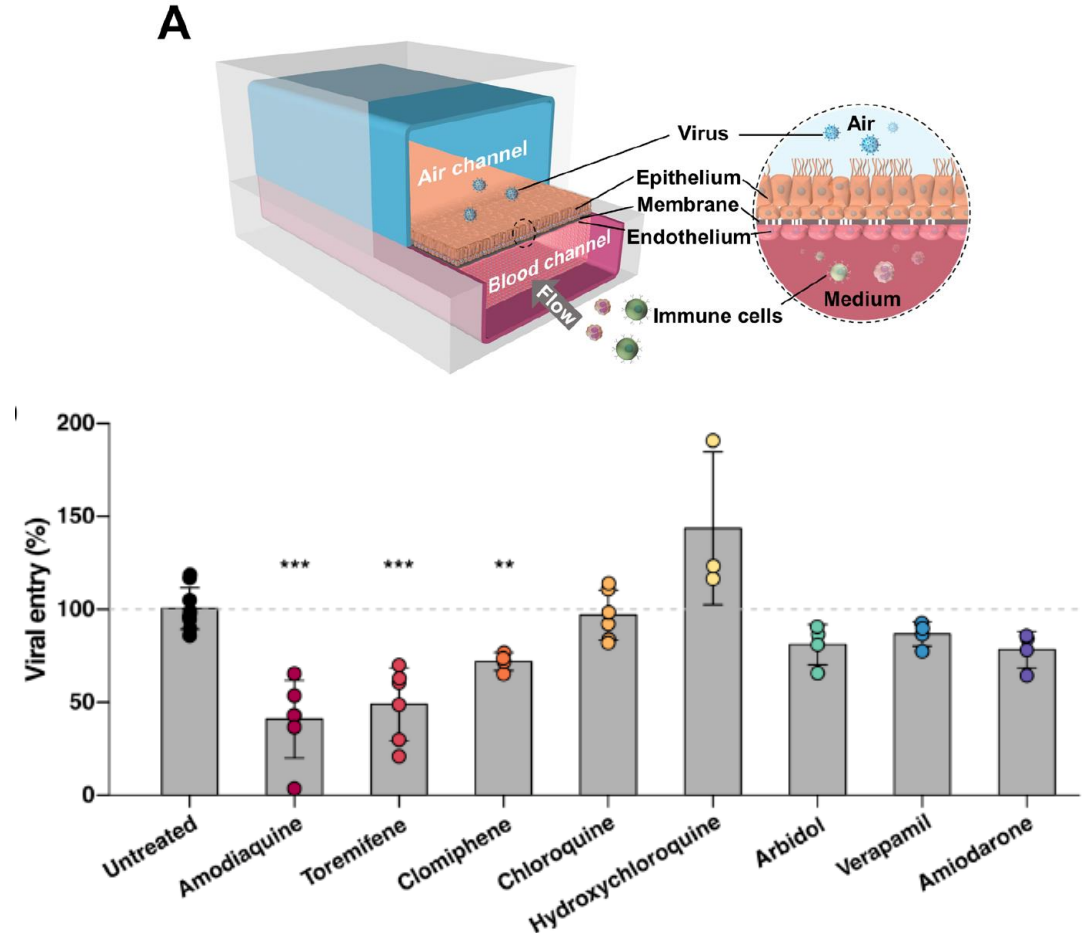 A
Air channel
Virus
Epithelium
Membrane
Endothelium
Blood channel
Flow
Immune cells
Air
Medium
200
150
100
50
0
Viral entry (%)
***
***
**
Untreated
Amodiaquine
Toremifene
Clomiphene
Chloroquine
Hydroxychloroquine
Arbidol
Verapamil
Amiodarone